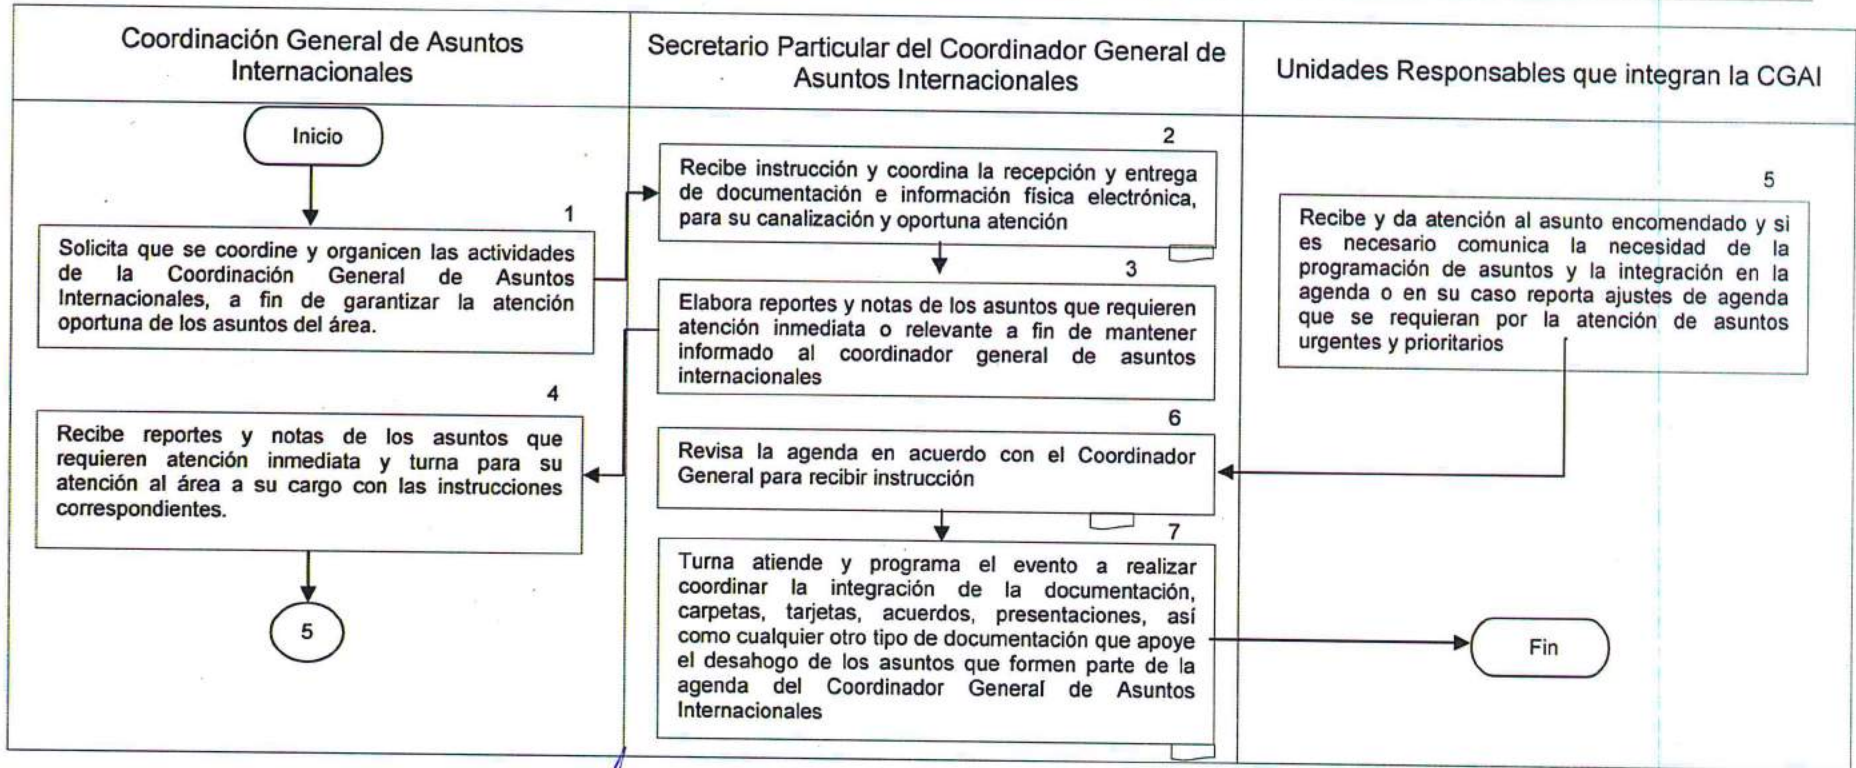 Coordinación General de Asuntos
Internacionales
Secretario Particular del Coordinador General de
Asuntos Internacionales
Unidades Responsables que integran la CGAI
Inicio
1
Solicita que se coordine y organicen las actividades
de la Coordinación General de Asuntos
Internacionales, a fin de garantizar la atención
oportuna de los asuntos del área.
2
Recibe instrucción y coordina la recepción y entrega
de documentación e información física electrónica,
para su canalización y oportuna atención
3
Elabora reportes y notas de los asuntos que requieren
atención inmediata o relevante a fin de mantener
informado al coordinador general de asuntos
internacionales
4
Recibe reportes y notas de los asuntos que
requieren atención inmediata y turna para su
atención al área a su cargo con las instrucciones
correspondientes.
5
5
Recibe y da atención al asunto encomendado y si
es necesario comunica la necesidad de la
programación de asuntos y la integración en la
agenda o en su caso reporta ajustes de agenda
que se requieran por la atención de asuntos
urgentes y prioritarios
6
Revisa la agenda en acuerdo con el Coordinador
General para recibir instrucción
7
Turna atiende y programa el evento a realizar
coordinar la integración de la documentación,
carpetas, tarjetas, acuerdos, presentaciones, así
como cualquier otro tipo de documentación que apoye
el desahogo de los asuntos que formen parte de la
agenda del Coordinador General de Asuntos
Internacionales
Fin